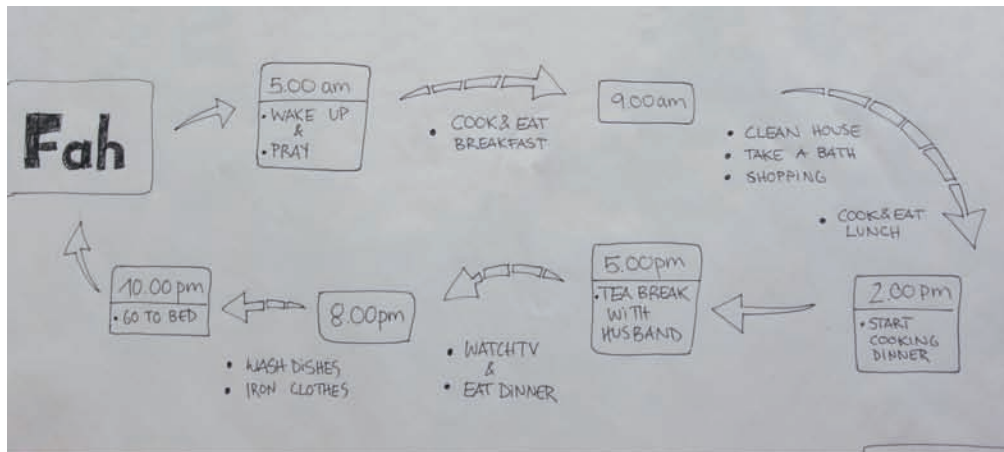 Fah
5.00 am
• WAKE UP
&
• PRAY
• COOK & EAT
BREAKFAST
9.00am
• CLEAN HOUSE
• TAKE A BATH
• SHOPPING
• COOK & EAT
LUNCH
2.00 pm
• START
COOKING
DINNER
5.00pm
• TEA BREAK
WITH
HUSBAND
• WATCH TV
&
• EAT DINNER
8.00pm
• WASH DISHES
• IRON CLOTHES
10.00 pm
• GO TO BED